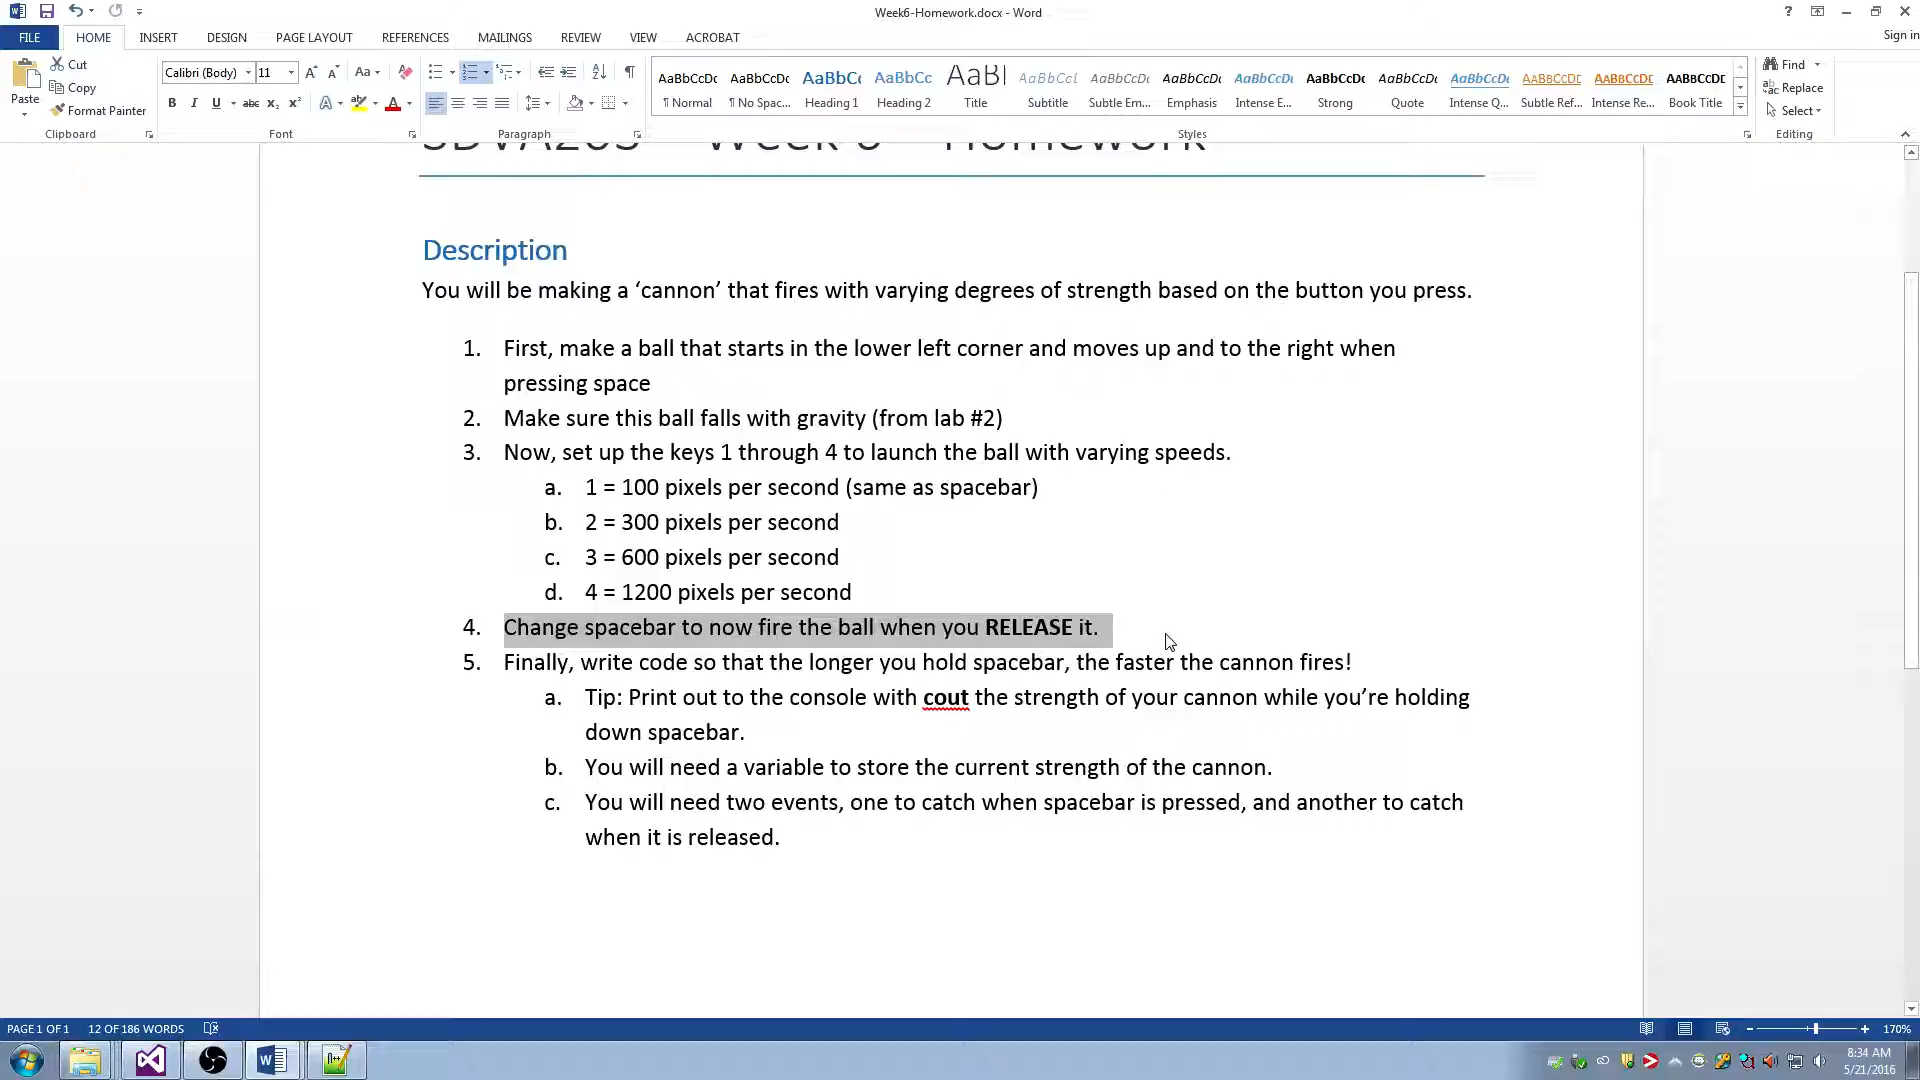 Week6-Homework.docx - Word
FILE HOME INSERT DESIGN PAGE LAYOUT REFERENCES MAILINGS REVIEW VIEW ACROBAT Sign in
Paste Cut Copy Format Painter
Calibri (Body) 11
AaBbCcDc AaBbCcDc AaBbCc AaBbCc AaBl AaBbCcL AaBbCcDc AaBbCcDc AaBbCcDc AaBbCcDc AaBbCcDc AaBbCcDc AABBCCDE AABBCCDE AaBbCcDc
¶ Normal ¶ No Spac... Heading 1 Heading 2 Title Subtitle Subtle Em... Emphasis Intense E... Strong Quote Intense Q... Subtle Ref... Intense Re... Book Title
Find Replace Select
Clipboard Font Paragraph Styles Editing
Week 6 Homework
Description
You will be making a ‘cannon’ that fires with varying degrees of strength based on the button you press.
1. First, make a ball that starts in the lower left corner and moves up and to the right when
pressing space
2. Make sure this ball falls with gravity (from lab #2)
3. Now, set up the keys 1 through 4 to launch the ball with varying speeds.
a. 1 = 100 pixels per second (same as spacebar)
b. 2 = 300 pixels per second
c. 3 = 600 pixels per second
d. 4 = 1200 pixels per second
4. Change spacebar to now fire the ball when you RELEASE it.
5. Finally, write code so that the longer you hold spacebar, the faster the cannon fires!
a. Tip: Print out to the console with cout the strength of your cannon while you’re holding
down spacebar.
b. You will need a variable to store the current strength of the cannon.
c. You will need two events, one to catch when spacebar is pressed, and another to catch
when it is released.
PAGE 1 OF 1 12 OF 186 WORDS 170%
8:34 AM
5/21/2016